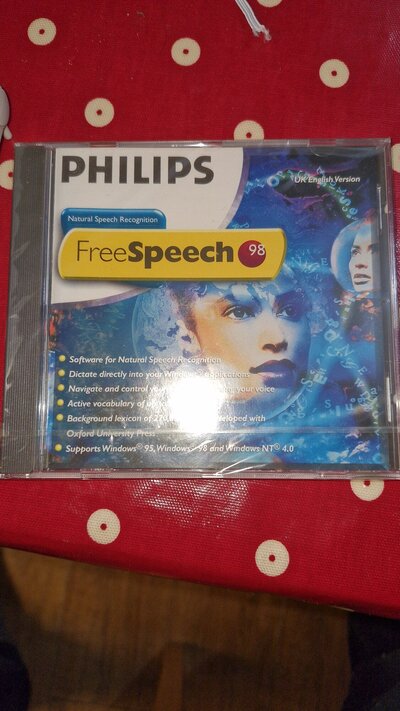 PHILIPS
UK English Version
Natural Speech Recognition
FreeSpeech 98
Software for Natural Speech Recognition
Dictate directly into your Windows® applications
Navigate and control your voice
Active vocabulary of
Background lexicon of developed with
Oxford University Press
Supports Windows® 95, Windows® 98 and Windows NT® 4.0